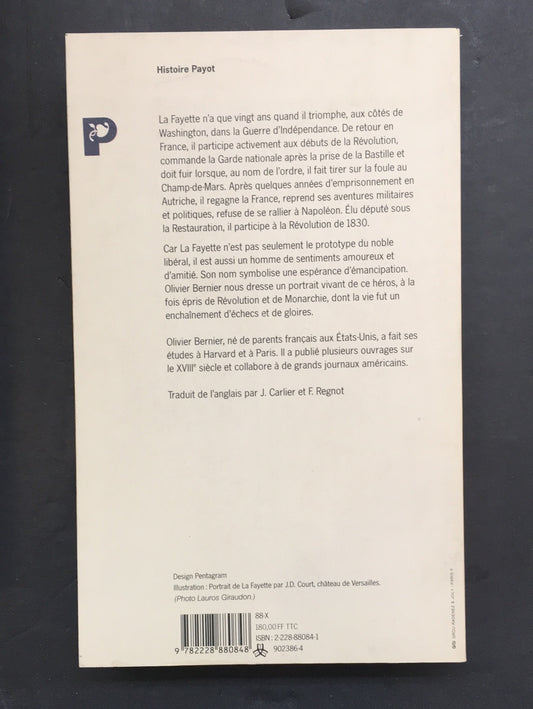 Histoire Payot
P
La Fayette n'a que vingt ans quand il triomphe, aux côtés de
Washington, dans la Guerre d'Indépendance. De retour en
France, il participe activement aux débuts de la Révolution,
commande la Garde nationale après la prise de la Bastille et
doit fuir lorsque, au nom de l'ordre, il fait tirer sur la foule au
Champ-de-Mars. Après quelques années d'emprisonnement en
Autriche, il regagne la France, reprend ses aventures militaires
et politiques, refuse de se rallier à Napoléon. Élu député sous
la Restauration, il participe à la Révolution de 1830.
Car La Fayette n'est pas seulement le prototype du noble
libéral, il est aussi un homme de sentiments amoureux et
d'amitié. Son nom symbolise une espérance d'émancipation.
Olivier Bernier nous dresse un portrait vivant de ce héros, à la
fois épris de Révolution et de Monarchie, dont la vie fut un
enchaînement d'échecs et de gloires.
Olivier Bernier, né de parents français aux États-Unis, a fait ses
études à Harvard et à Paris. Il a publié plusieurs ouvrages sur
le XVIIIe siècle et collabore à de grands journaux américains.
Traduit de l'anglais par J. Carlier et F. Regnot
Design Pentagram
Illustration : Portrait de La Fayette par J.D. Court, château de Versailles.
(Photo Lauros Giraudon.)
88-X
180,00 FF TTC
ISBN : 2-228-88084-1
9 782228 880848
902386-4